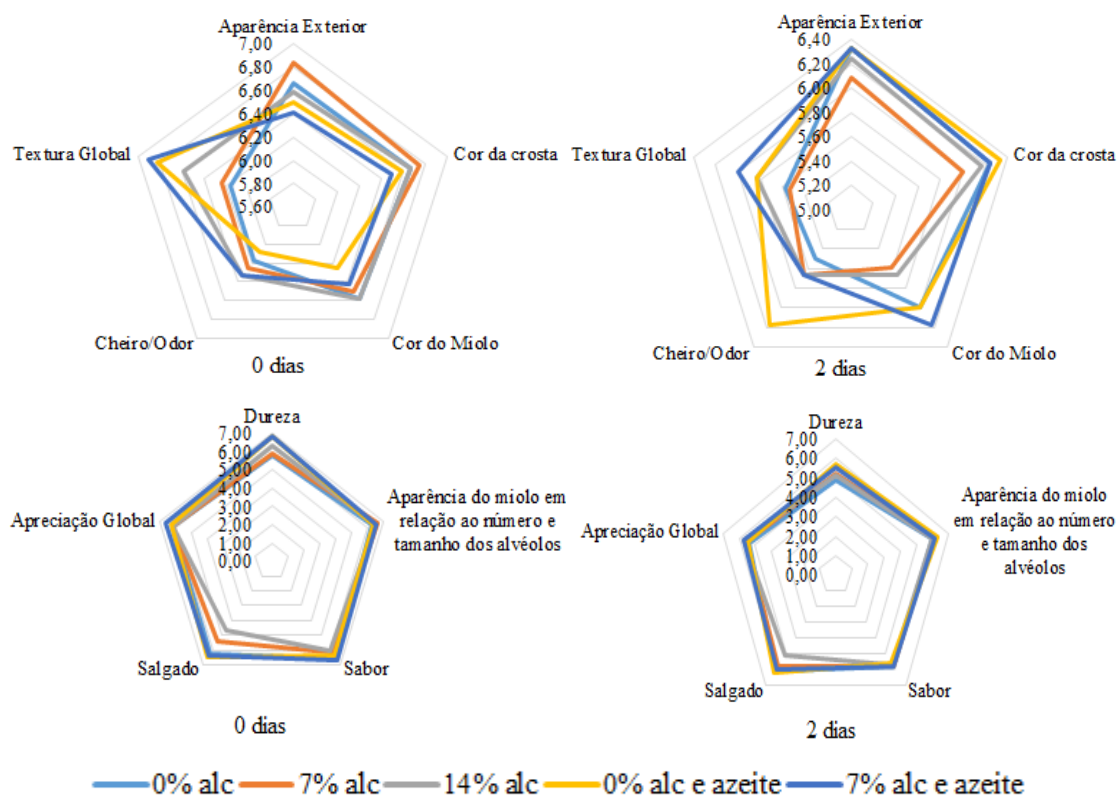 Aparência Exterior
7,00
6,80
6,60
6,40
6,20
6,00
5,80
5,60
Cor da crosta
Cor do Miolo
Cheiro/Odor
Textura Global
0 dias
Aparência Exterior
6,40
6,20
6,00
5,80
5,60
5,40
5,20
5,00
Cor da crosta
Cor do Miolo
Cheiro/Odor
Textura Global
2 dias
Dureza
7,00
6,00
5,00
4,00
3,00
2,00
1,00
0,00
Aparência do miolo em
relação ao número e
tamanho dos alvéolos
Sabor
Salgado
Apreciação Global
0 dias
Dureza
7,00
6,00
5,00
4,00
3,00
2,00
1,00
0,00
Aparência do miolo
em relação ao número
e tamanho dos
alvéolos
Sabor
Salgado
Apreciação Global
2 dias
0% alc 7% alc 14% alc 0% alc e azeite 7% alc e azeite